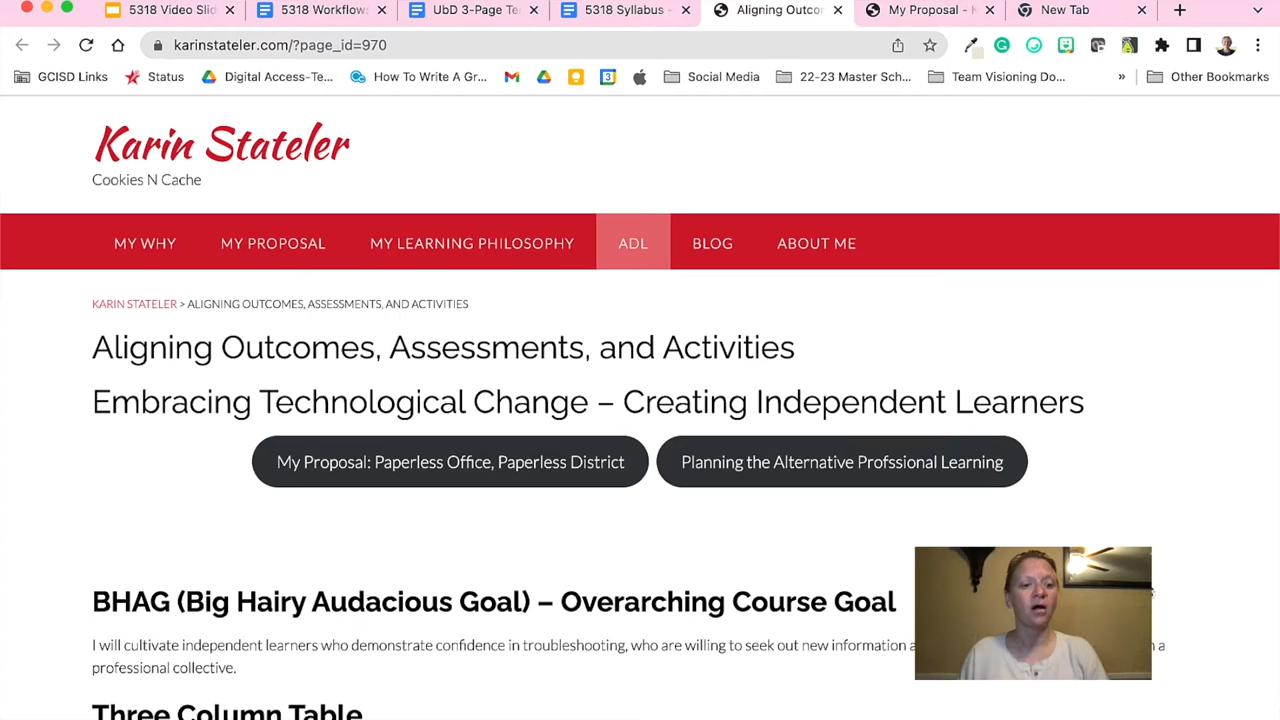 5318 Video Slid
5318 Workflow
UbD 3-Page Te
5318 Syllabus -
Aligning Outco
My Proposal - K
New Tab
karinstateler.com/?page_id=970
GCISD Links
Status
Digital Access-Te...
How To Write A Gr...
Social Media
22-23 Master Sch...
Team Visioning Do...
»
Other Bookmarks
Karin Stateler
Cookies N Cache
MY WHY
MY PROPOSAL
MY LEARNING PHILOSOPHY
ADL
BLOG
ABOUT ME
KARIN STATELER > ALIGNING OUTCOMES, ASSESSMENTS, AND ACTIVITIES
Aligning Outcomes, Assessments, and Activities
Embracing Technological Change – Creating Independent Learners
My Proposal: Paperless Office, Paperless District
Planning the Alternative Profssional Learning
BHAG (Big Hairy Audacious Goal) – Overarching Course Goal
I will cultivate independent learners who demonstrate confidence in troubleshooting, who are willing to seek out new information a
professional collective.
Three Column Table